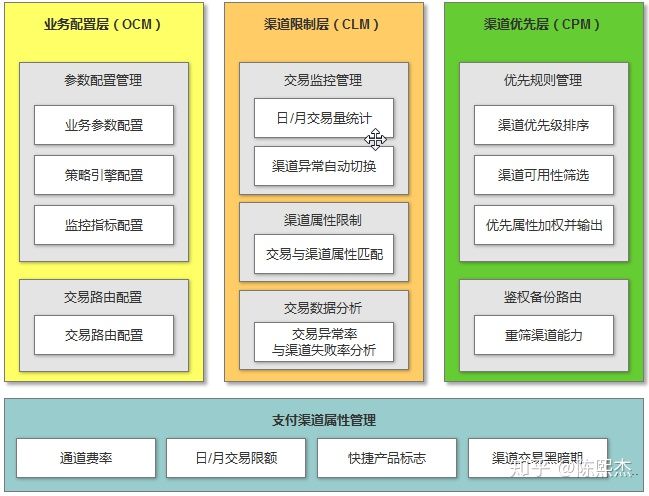 业务配置层（OCM）
参数配置管理
业务参数配置
策略引擎配置
监控指标配置
交易路由配置
交易路由配置
渠道限制层（CLM）
交易监控管理
日/月交易量统计
渠道异常自动切换
渠道属性限制
交易与渠道属性匹配
交易数据分析
交易异常率
与渠道失败率分析
渠道优先层（CPM）
优先规则管理
渠道优先级排序
渠道可用性筛选
优先属性加权并输出
鉴权备份路由
重筛渠道能力
支付渠道属性管理
通道费率
日/月交易限额
快捷产品标志
渠道交易黑暗期
...
知乎 @陈熙杰